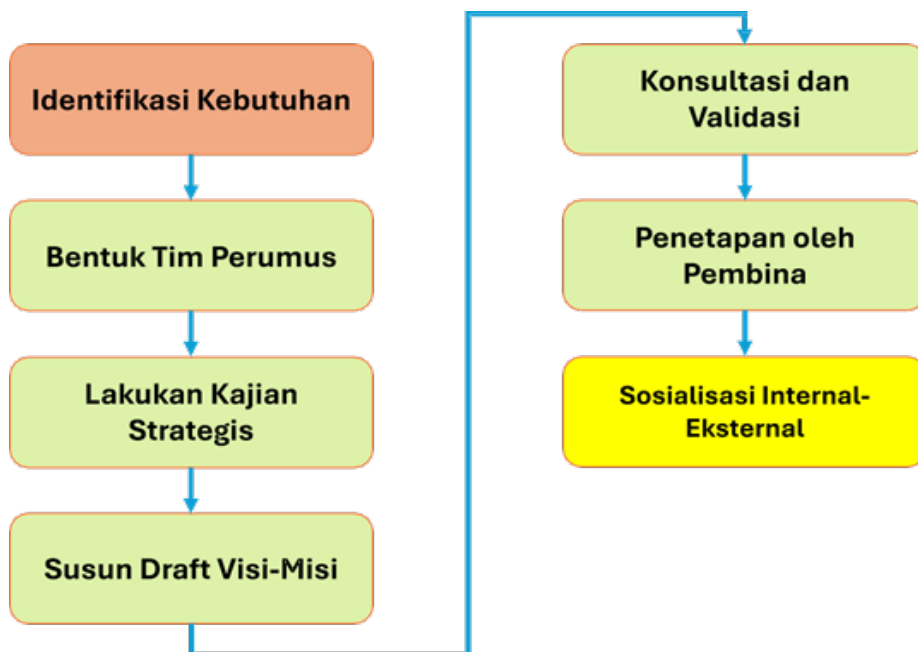 Identifikasi Kebutuhan
Bentuk Tim Perumus
Lakukan Kajian
Strategis
Susun Draft Visi-Misi
Konsultasi dan
Validasi
Penetapan oleh
Pembina
Sosialisasi Internal-
Eksternal